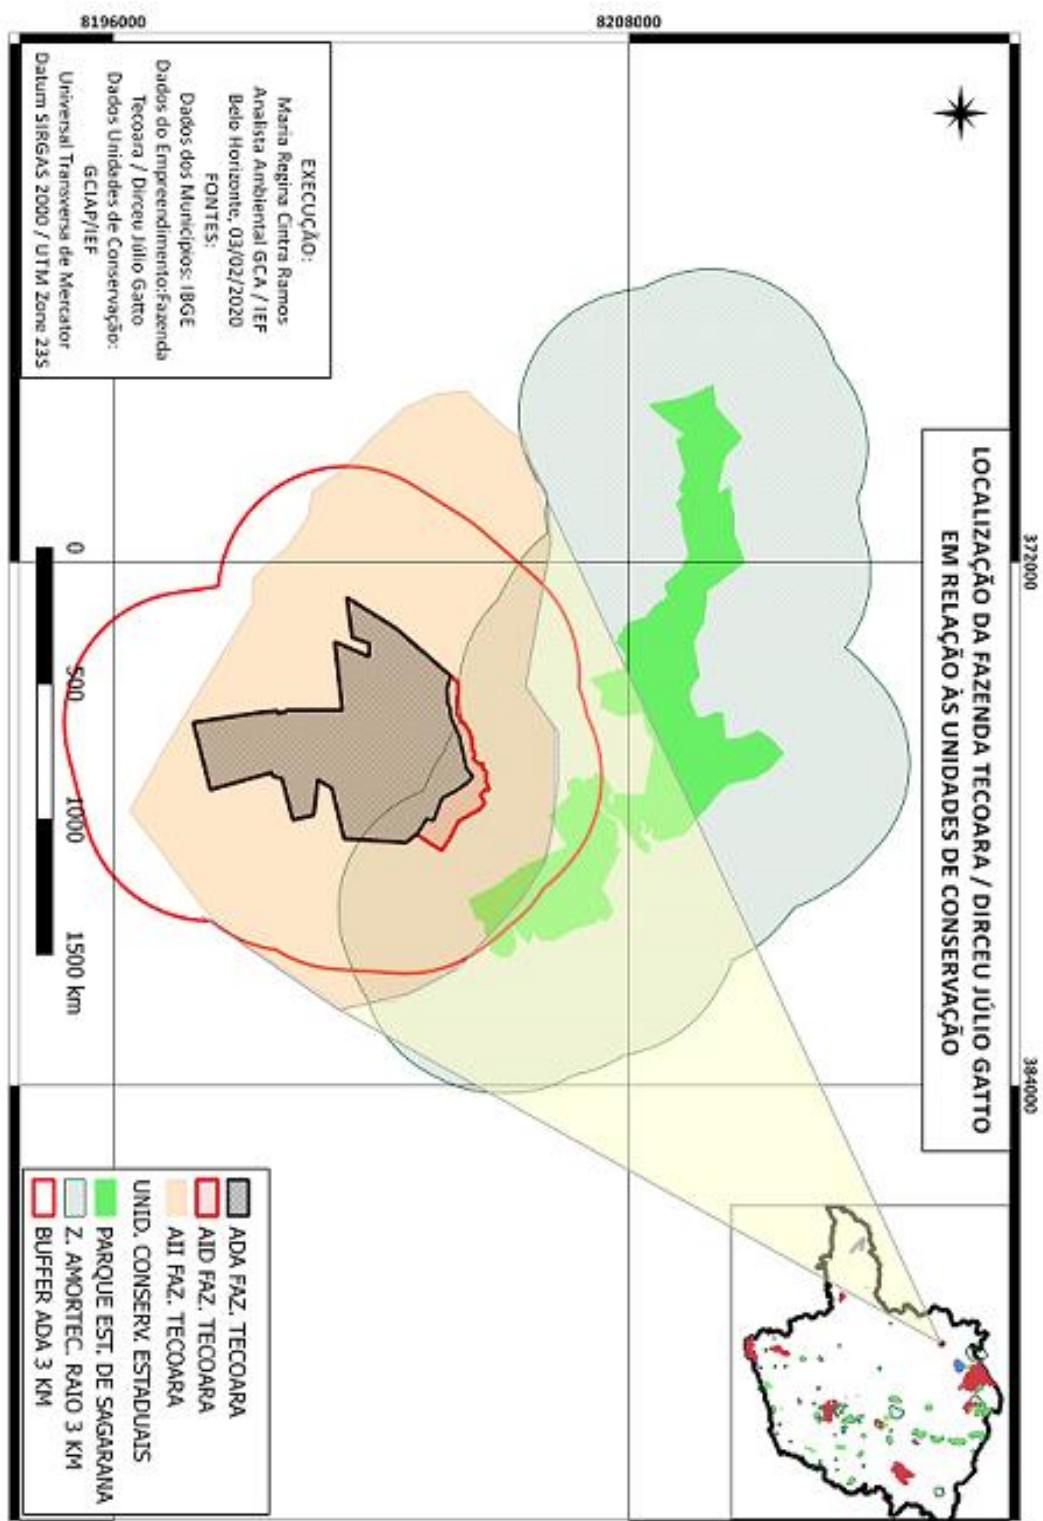 LOCALIZAÇÃO DA FAZENDA TECOARA / DIRCEU JÚLIO GATTO
EM RELAÇÃO ÀS UNIDADES DE CONSERVAÇÃO
372000
384000
8208000
8196000
EXECUÇÃO:
Maria Regina Cintra Ramos
Analista Ambiental GCA / IEF
Belo Horizonte, 03/02/2020
FONTES:
Dados dos Municípios: IBGE
Dados do Empreendimento:Fazenda
Tecoara / Dirceu Júlio Gatto
Dados Unidades de Conservação:
GCIAP/IEF
Universal Transversa de Mercator
Datum SIRGAS 2000 / UTM Zone 23S
0 500 1000 1500 km
ADA FAZ. TECOARA
AID FAZ. TECOARA
AII FAZ. TECOARA
UNID. CONSERV. ESTADUAIS
PARQUE EST. DE SAGARANA
Z. AMORTEC. RAIO 3 KM
BUFFER ADA 3 KM